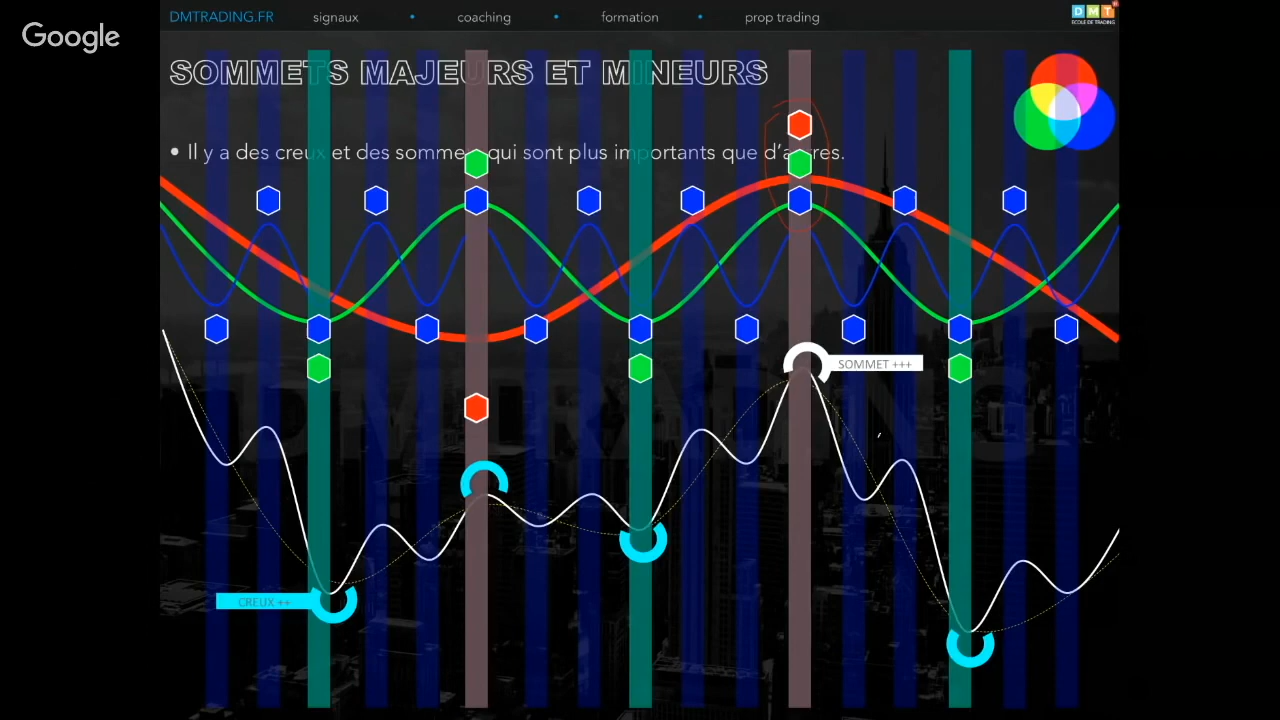 Google
DMTRADING.FR signaux • coaching • formation • prop trading
DMT
ECOLE DE TRADING
SOMMETS MAJEURS ET MINEURS
• Il y a des creux et des sommets qui sont plus importants que d'autres.
SOMMET +++
CREUX ++